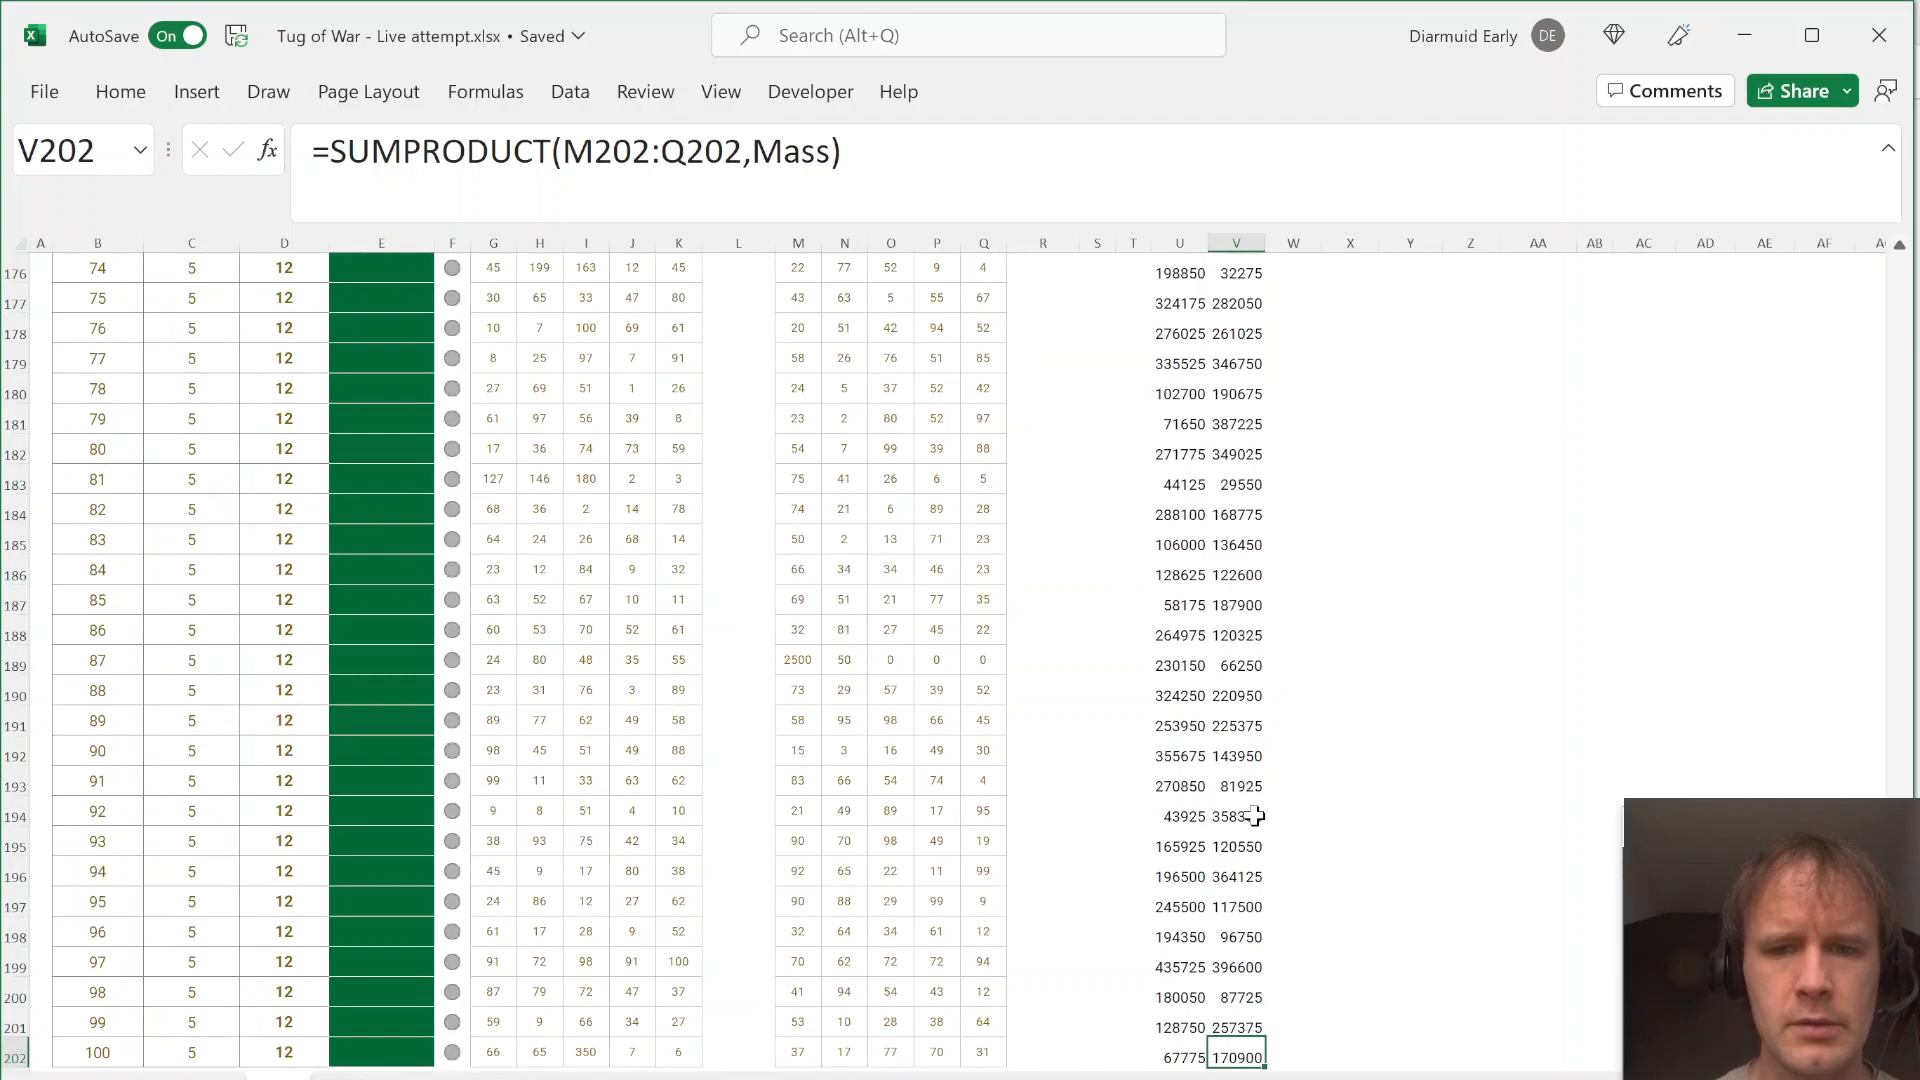 AutoSave On Tug of War - Live attempt.xlsx • Saved Search (Alt+Q) Diarmuid Early DE
File Home Insert Draw Page Layout Formulas Data Review View Developer Help Comments Share
V202 fx =SUMPRODUCT(M202:Q202,Mass)
A B C D E F G H I J K L M N O P Q R S T U V W X Y Z AA AB AC AD AE AF
176 74 5 12 45 199 163 12 45 22 77 52 9 4 198850 32275
177 75 5 12 30 65 33 47 80 43 63 5 55 67 324175 282050
178 76 5 12 10 7 100 69 61 20 51 42 94 52 276025 261025
179 77 5 12 8 25 97 7 91 58 26 76 51 85 335525 346750
180 78 5 12 27 69 51 1 26 24 5 37 52 42 102700 190675
181 79 5 12 61 97 56 39 8 23 2 80 52 97 71650 387225
182 80 5 12 17 36 74 73 59 54 7 99 39 88 271775 349025
183 81 5 12 127 146 180 2 3 75 41 26 6 5 44125 29550
184 82 5 12 68 36 2 14 78 74 21 6 89 28 288100 168775
185 83 5 12 64 24 26 68 14 50 2 13 71 23 106000 136450
186 84 5 12 23 12 84 9 32 66 34 34 46 23 128625 122600
187 85 5 12 63 52 67 10 11 69 51 21 77 35 58175 187900
188 86 5 12 60 53 70 52 61 32 81 27 45 22 264975 120325
189 87 5 12 24 80 48 35 55 2500 50 0 0 0 230150 66250
190 88 5 12 23 31 76 3 89 73 29 57 39 52 324250 220950
191 89 5 12 89 77 62 49 58 58 95 98 66 45 253950 225375
192 90 5 12 98 45 51 49 88 15 3 16 49 30 355675 143950
193 91 5 12 99 11 33 63 62 83 66 54 74 4 270850 81925
194 92 5 12 9 8 51 4 10 21 49 89 17 95 43925
195 93 5 12 38 93 75 42 34 90 70 98 49 19 165925 120550
196 94 5 12 45 9 17 80 38 92 65 22 11 99 196500 364125
197 95 5 12 24 86 12 27 62 90 88 29 99 9 245500 117500
198 96 5 12 61 17 28 9 52 32 64 34 61 12 194350 96750
199 97 5 12 91 72 98 91 100 70 62 72 72 94 435725 396600
200 98 5 12 87 79 72 47 37 41 94 54 43 12 180050 87725
201 99 5 12 59 9 66 34 27 53 10 28 38 64 128750 257375
202 100 5 12 66 65 350 7 6 37 17 77 70 31 67775 170900